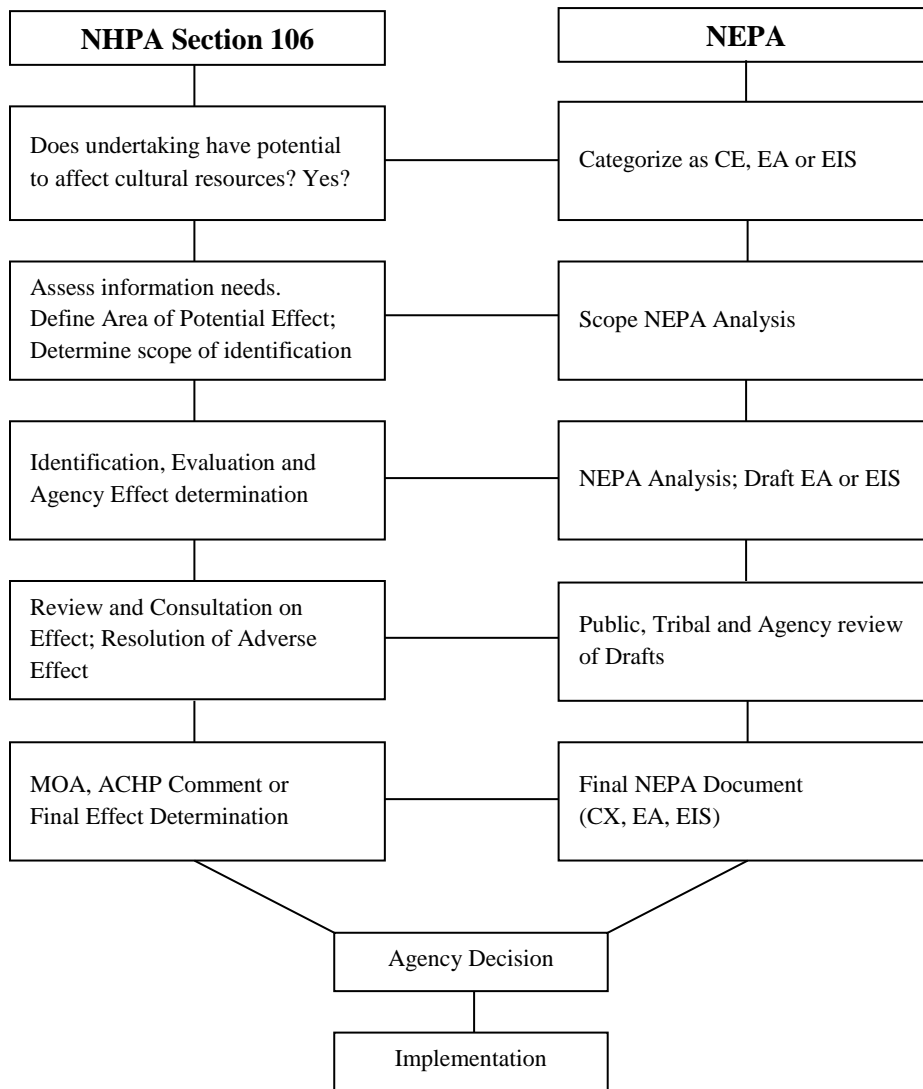 NHPA Section 106
NEPA
Does undertaking have potential
to affect cultural resources? Yes?
Categorize as CE, EA or EIS
Assess information needs.
Define Area of Potential Effect;
Determine scope of identification
Scope NEPA Analysis
Identification, Evaluation and
Agency Effect determination
NEPA Analysis; Draft EA or EIS
Review and Consultation on
Effect; Resolution of Adverse
Effect
Public, Tribal and Agency review
of Drafts
MOA, ACHP Comment or
Final Effect Determination
Final NEPA Document
(CX, EA, EIS)
Agency Decision
Implementation